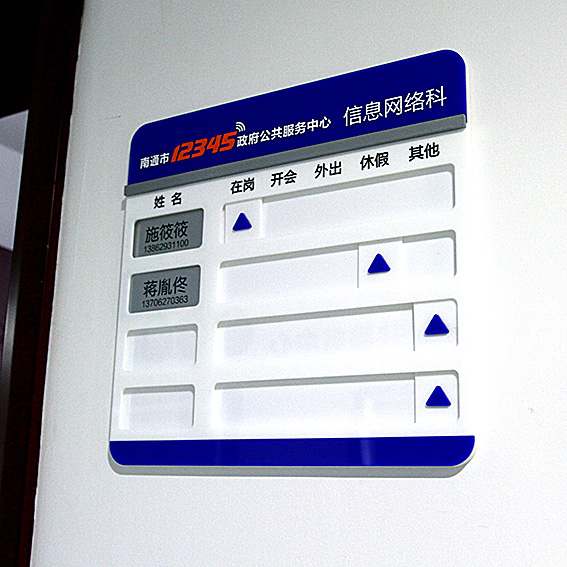 南通市12345政府公共服务中心 信息网络科
姓名 在岗 开会 外出 休假 其他
施筱筱
13862931100
蒋胤佟
13706270363